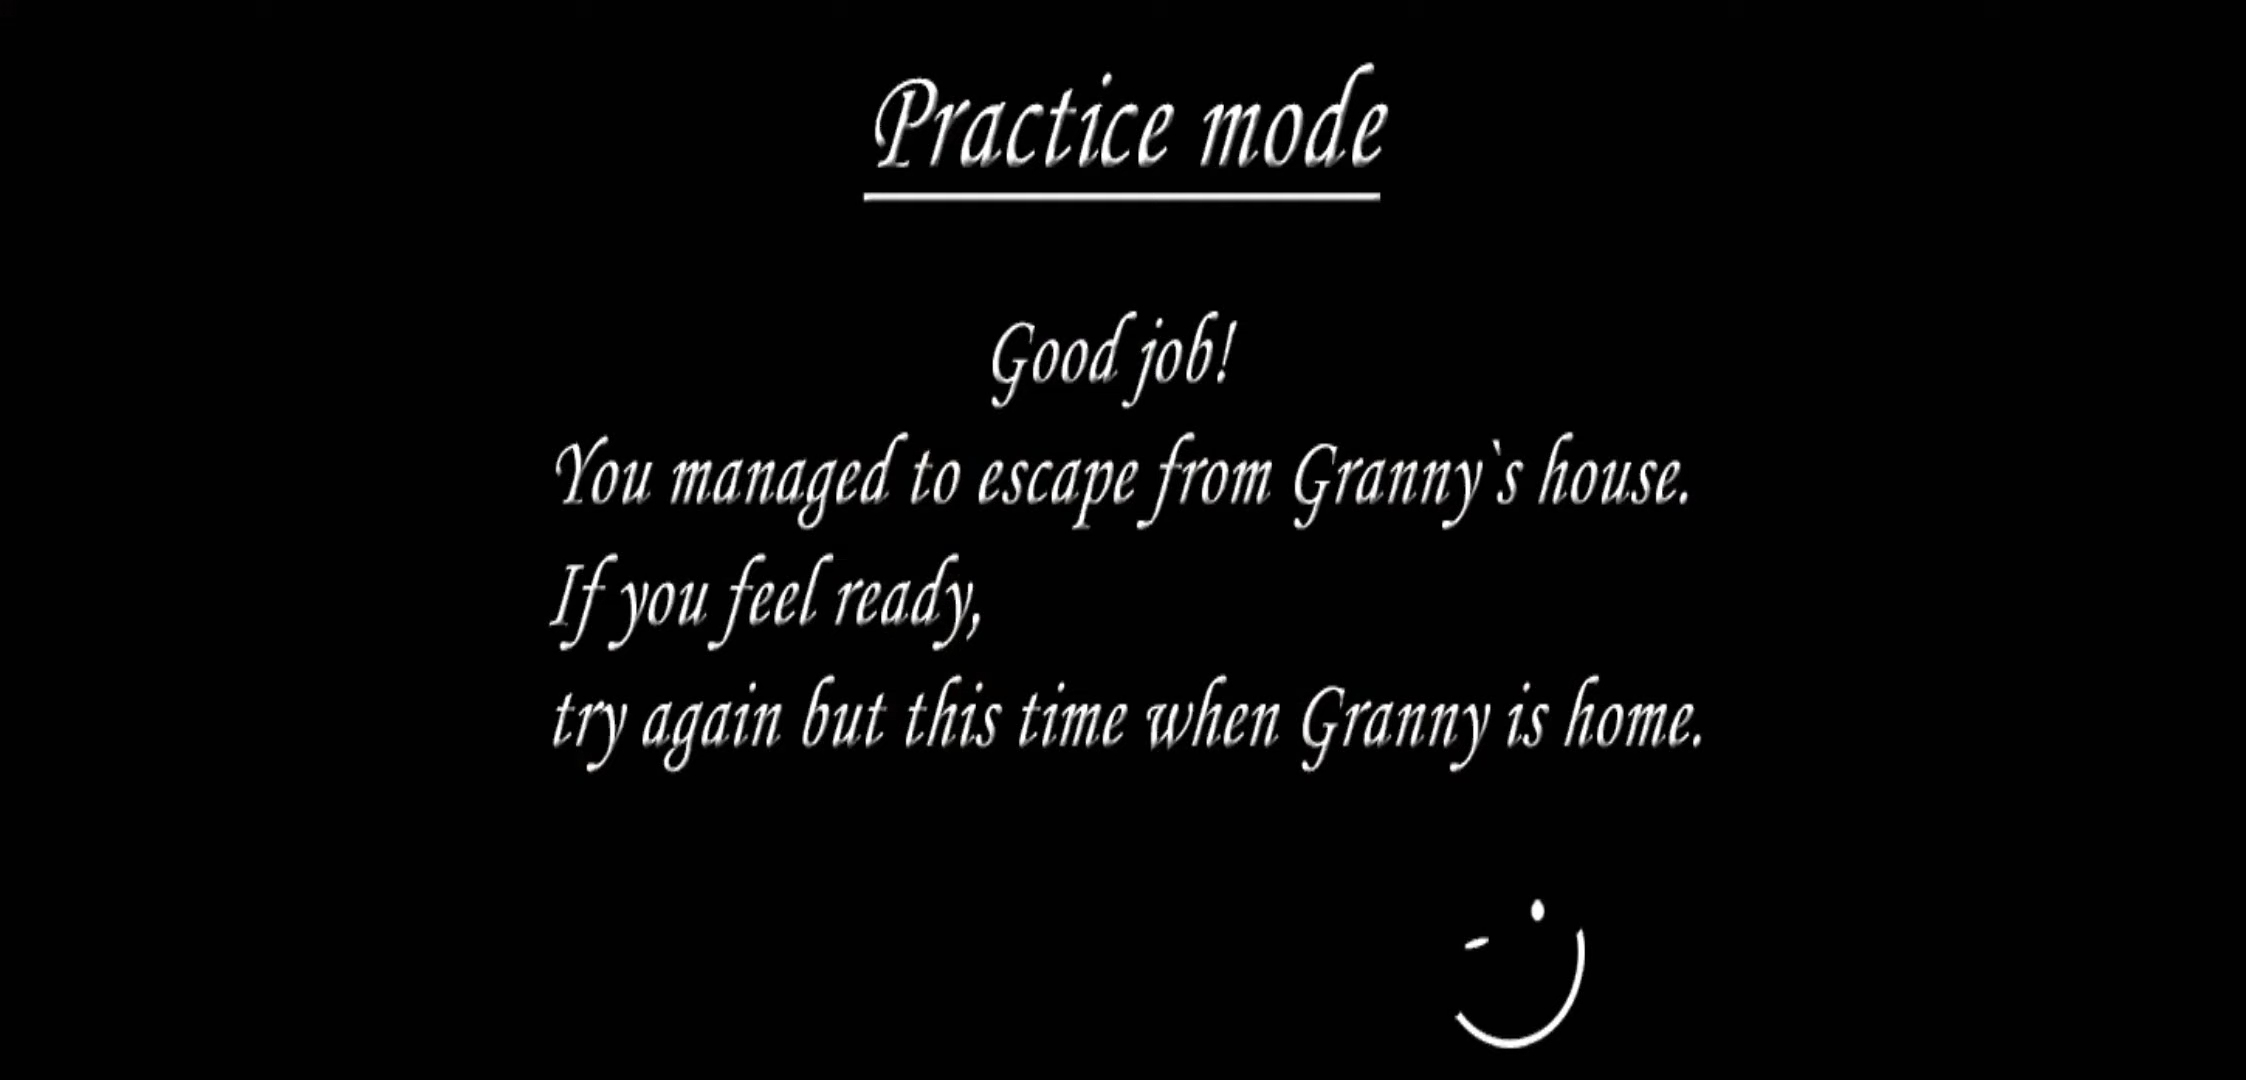 Practice mode
Good job!
You managed to escape from Granny`s house.
If you feel ready,
try again but this time when Granny is home.